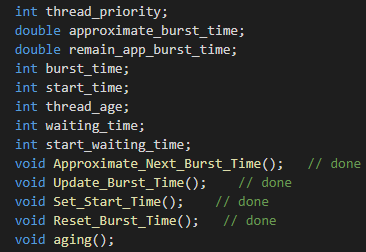 int thread_priority;
double approximate_burst_time;
double remain_app_burst_time;
int burst_time;
int start_time;
int thread_age;
int waiting_time;
int start_waiting_time;
void Approximate_Next_Burst_Time();   // done
void Update_Burst_Time();    // done
void Set_Start_Time();    // done
void Reset_Burst_Time();   // done
void aging();